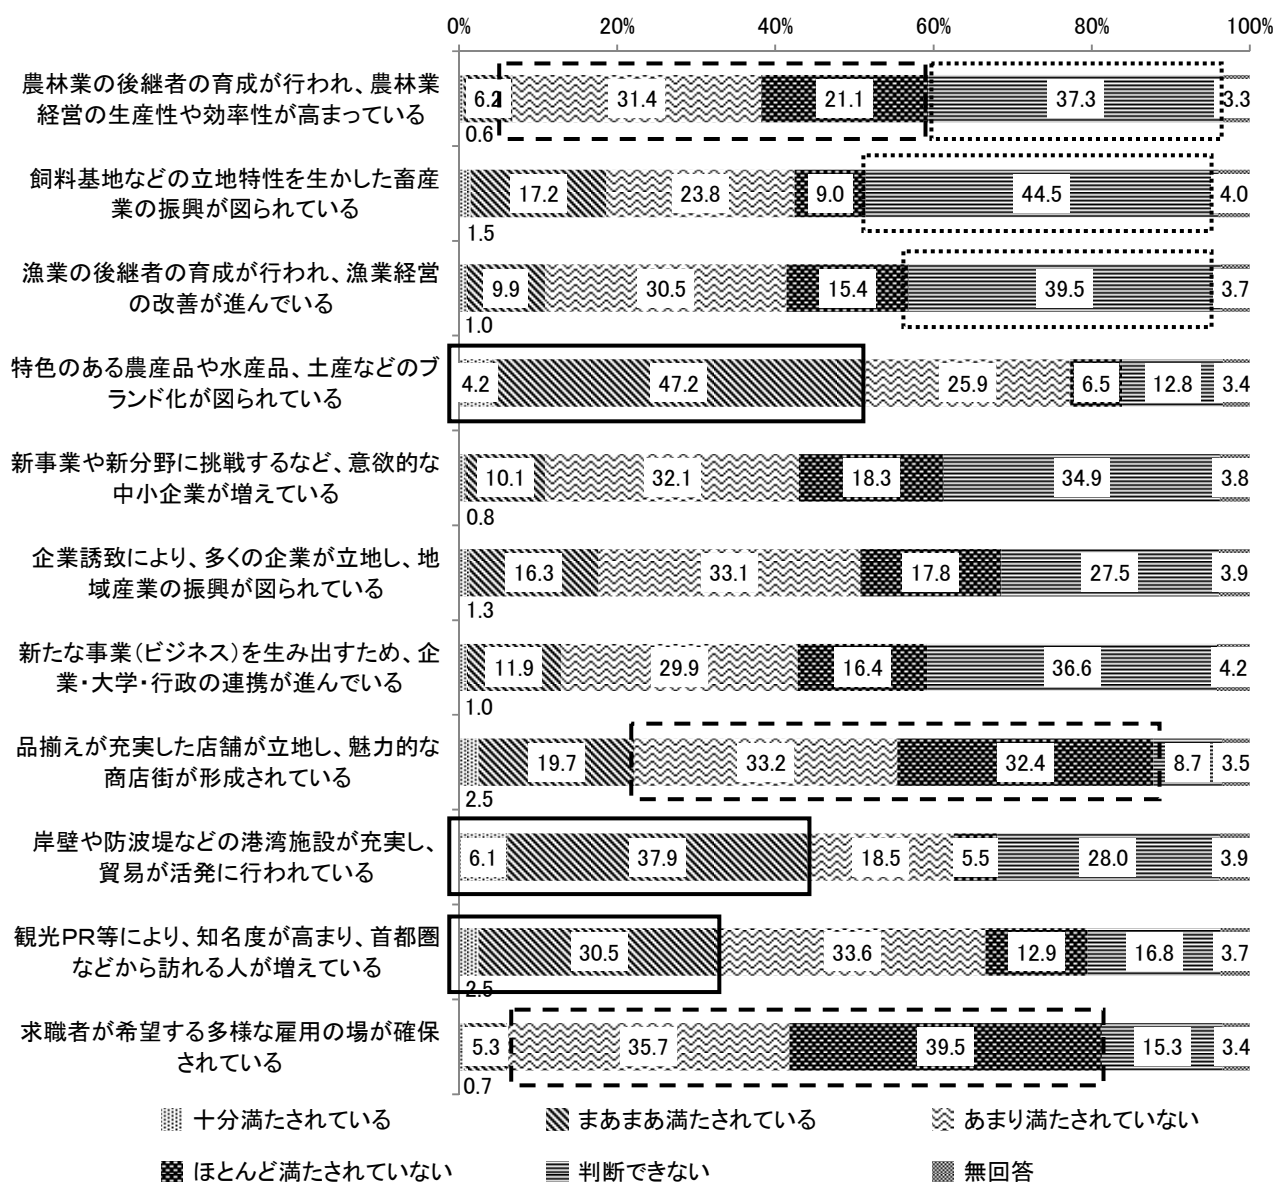 0% 20% 40% 60% 80% 100%
農林業の後継者の育成が行われ、農林業
経営の生産性や効率性が高まっている
0.6 6.2 31.4 21.1 37.3 3.3
飼料基地などの立地特性を生かした畜産
業の振興が図られている
1.5 17.2 23.8 9.0 44.5 4.0
漁業の後継者の育成が行われ、漁業経営
の改善が進んでいる
1.0 9.9 30.5 15.4 39.5 3.7
特色のある農産品や水産品、土産などのブ
ランド化が図られている
4.2 47.2 25.9 6.5 12.8 3.4
新事業や新分野に挑戦するなど、意欲的な
中小企業が増えている
0.8 10.1 32.1 18.3 34.9 3.8
企業誘致により、多くの企業が立地し、地
域産業の振興が図られている
1.3 16.3 33.1 17.8 27.5 3.9
新たな事業(ビジネス)を生み出すため、企
業・大学・行政の連携が進んでいる
1.0 11.9 29.9 16.4 36.6 4.2
品揃えが充実した店舗が立地し、魅力的な
商店街が形成されている
2.5 19.7 33.2 32.4 8.7 3.5
岸壁や防波堤などの港湾施設が充実し、
貿易が活発に行われている
6.1 37.9 18.5 5.5 28.0 3.9
観光PR等により、知名度が高まり、首都圏
などから訪れる人が増えている
2.5 30.5 33.6 12.9 16.8 3.7
求職者が希望する多様な雇用の場が確保
されている
0.7 5.3 35.7 39.5 15.3 3.4
十分満たされている まあまあ満たされている あまり満たされていない
ほとんど満たされていない 判断できない 無回答